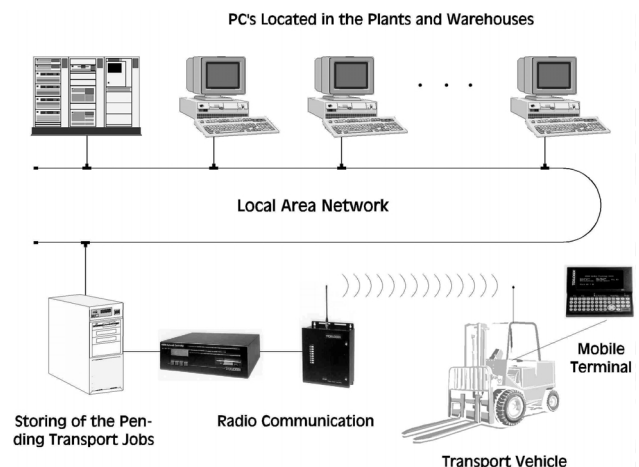 PC's Located in the Plants and Warehouses
Local Area Network
Mobile
Terminal
Storing of the Pen-
ding Transport Jobs
Radio Communication
Transport Vehicle